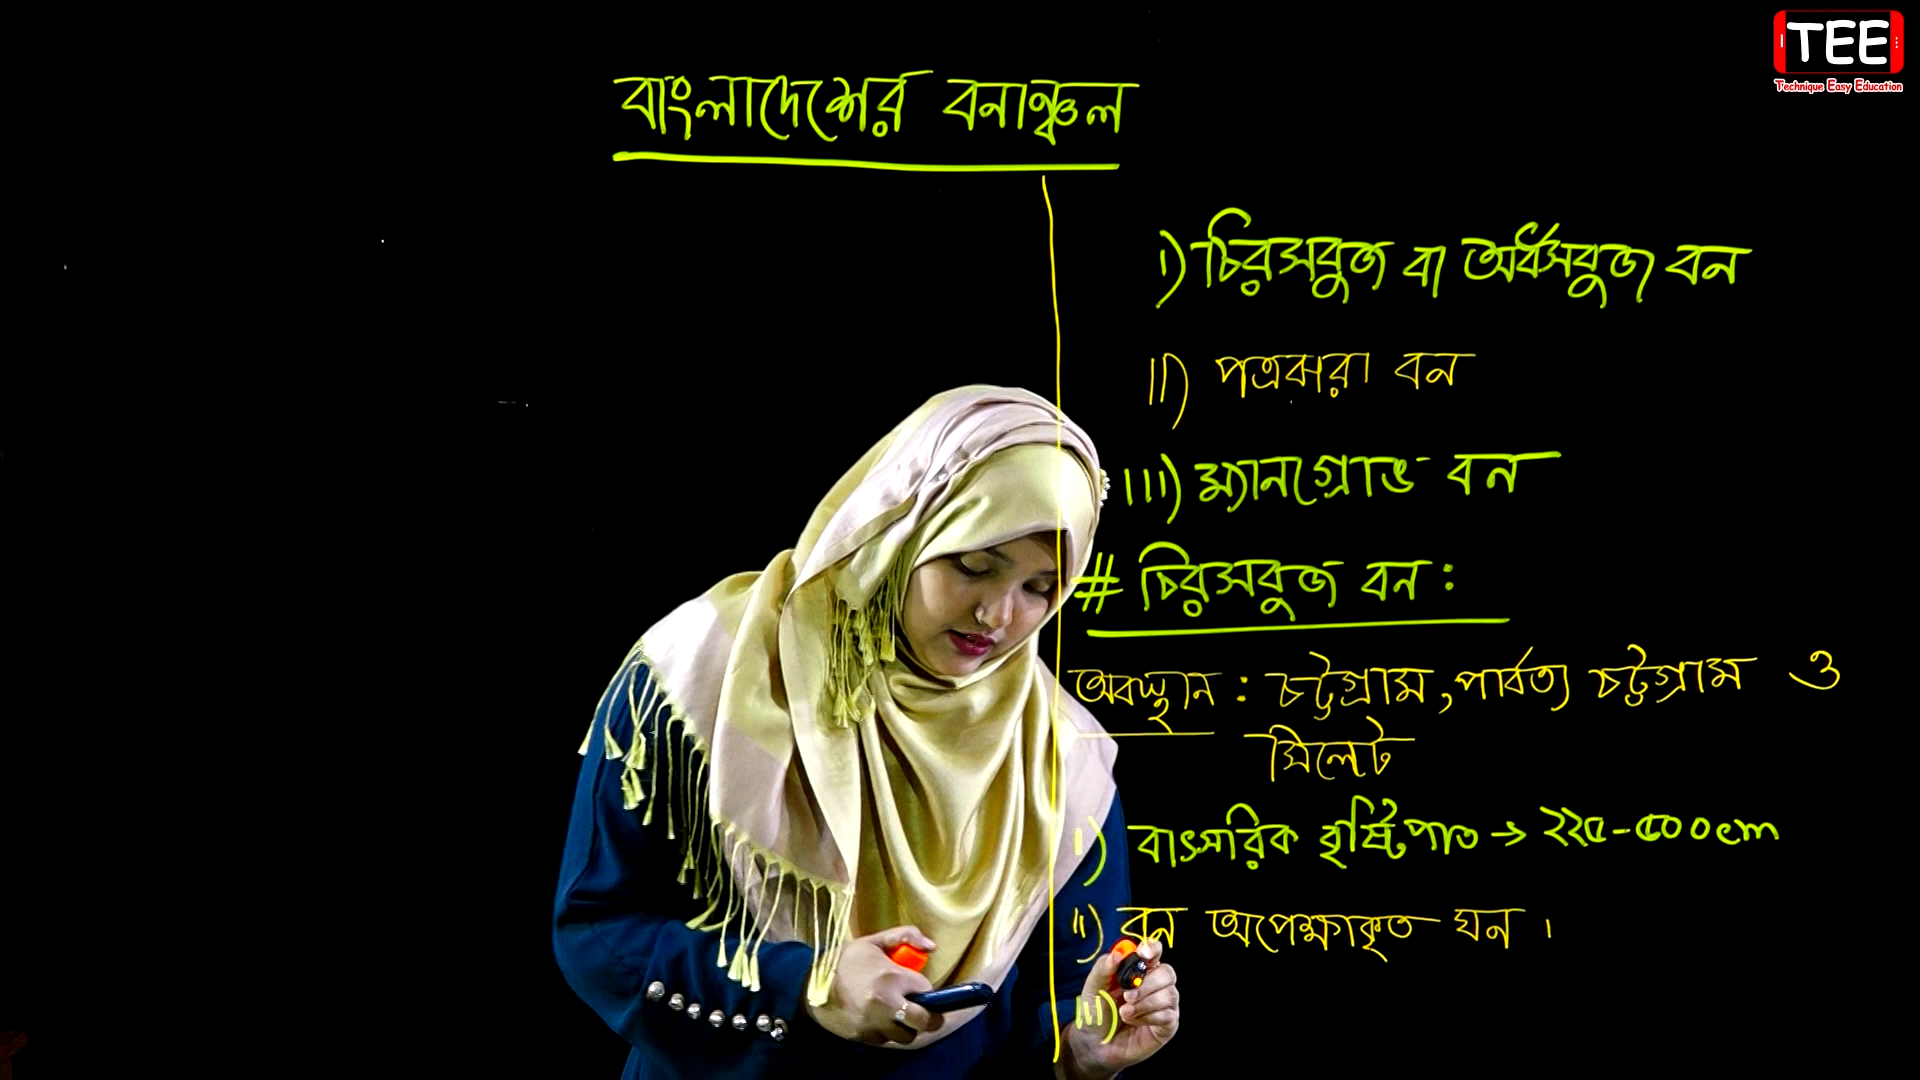 TEE
Technique Easy Education
বাংলাদেশের বনাঞ্চল
i) চিরসবুজ বা অর্ধসবুজ বন
ii) পত্রঝরা বন
iii) ম্যানগ্রোভ বন
# চিরসবুজ বন :
অবস্থান : চট্টগ্রাম, পার্বত্য চট্টগ্রাম ও
সিলেট
i) বাৎসরিক বৃষ্টিপাত → ২২৫-৫০০cm
ii) বন অপেক্ষাকৃত ঘন ।
iii)